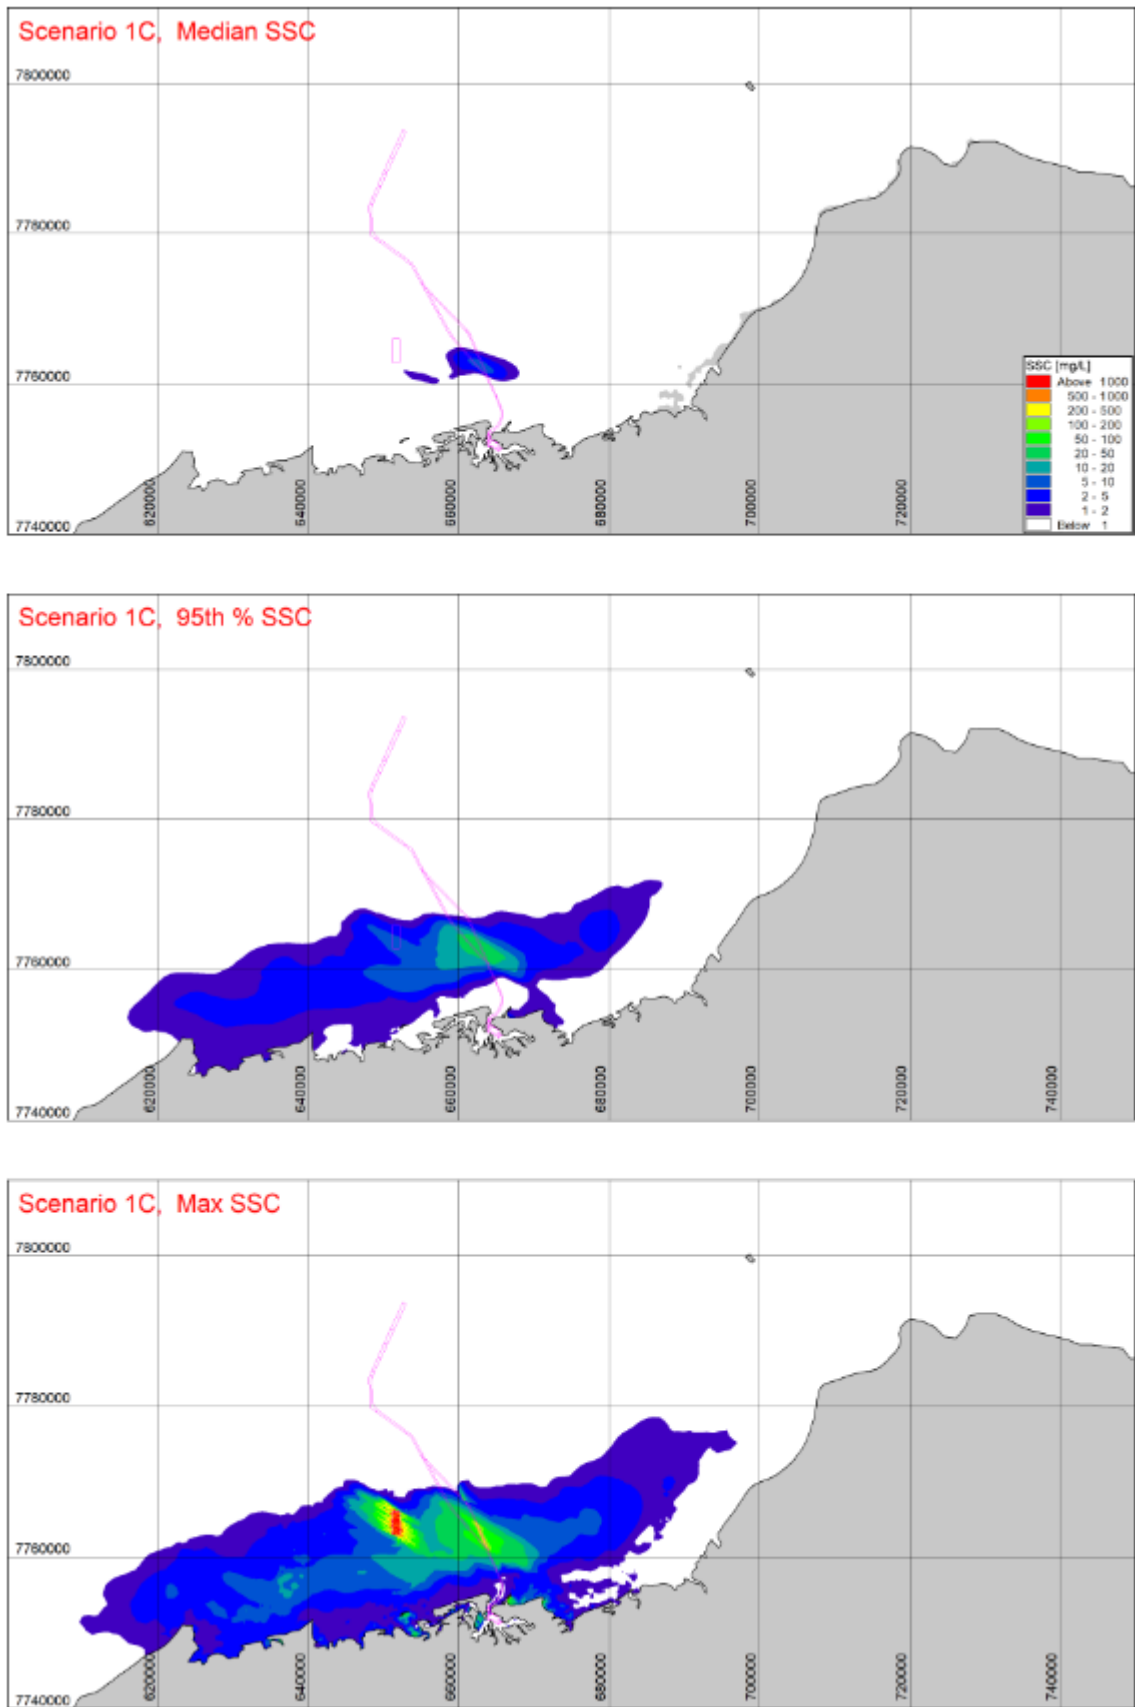 Scenario 1C, Median SSC
7800000
7780000
7760000
7740000
620000
640000
660000
680000
700000
720000
SSC [mg/L]
Above 1000
500 - 1000
200 - 500
100 - 200
50 - 100
20 - 50
10 - 20
5 - 10
2 - 5
1 - 2
Below 1
Scenario 1C, 95th % SSC
7800000
7780000
7760000
7740000
620000
640000
660000
680000
700000
720000
740000
Scenario 1C, Max SSC
7800000
7780000
7760000
7740000
620000
640000
660000
680000
700000
720000
740000